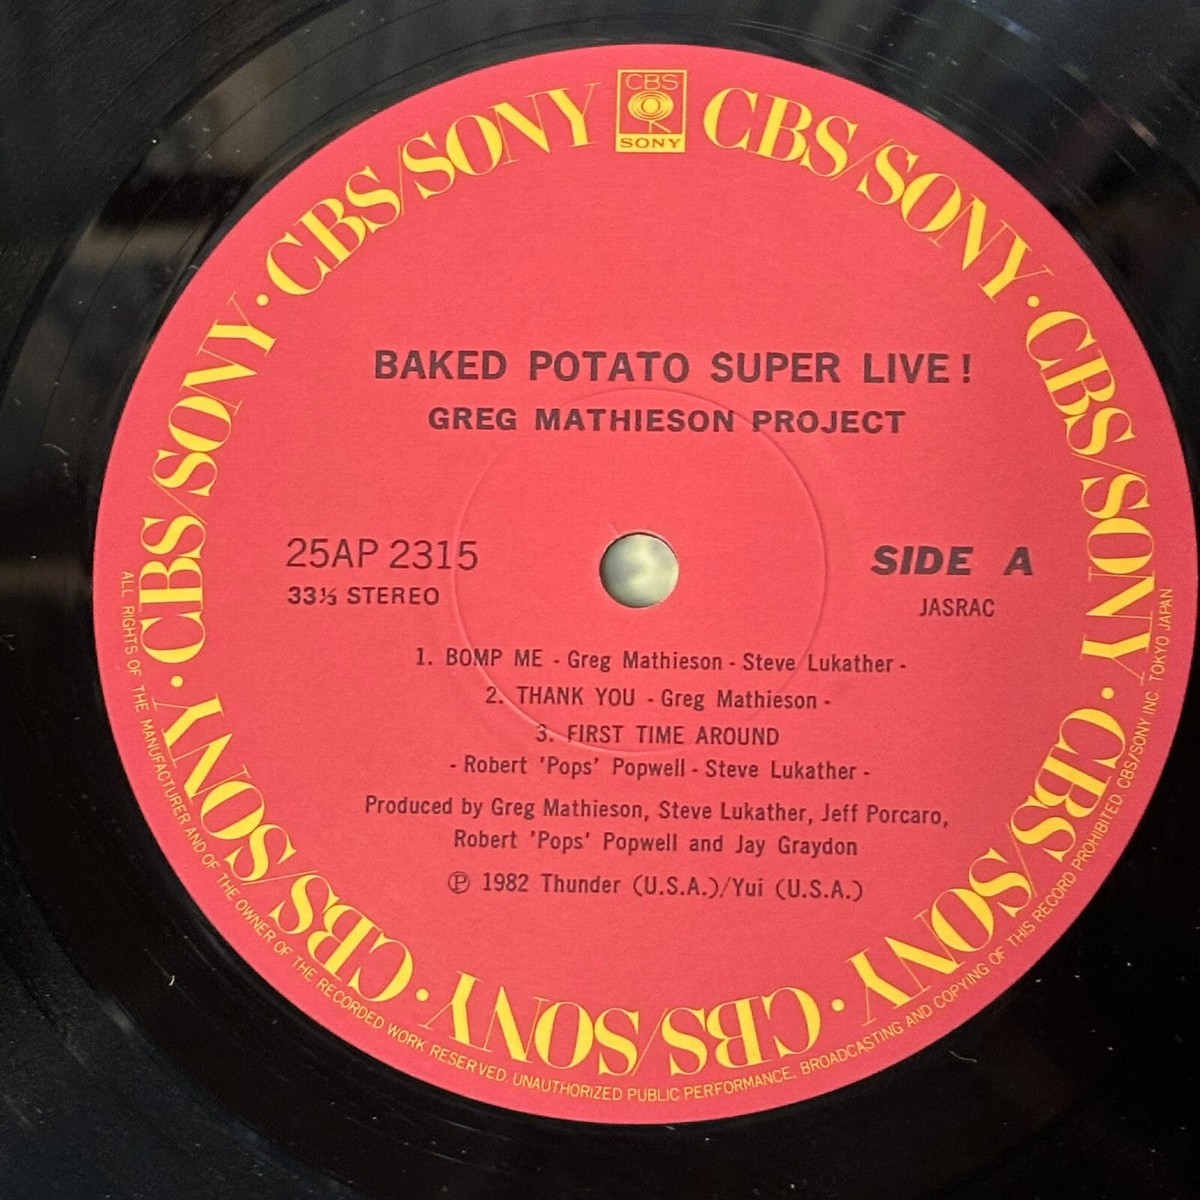 CBS
SONY
CBS/SONY · CBS/SONY · CBS/SONY · CBS/SONY · CBS/SONY · CBS/SONY · CBS/SONY · CBS/SONY · CBS/SONY
BAKED POTATO SUPER LIVE!
GREG MATHIESON PROJECT
25AP 2315
33⅓ STEREO
SIDE A
JASRAC
1. BOMP ME - Greg Mathieson - Steve Lukather -
2. THANK YOU - Greg Mathieson -
3. FIRST TIME AROUND
- Robert 'Pops' Popwell - Steve Lukather -
Produced by Greg Mathieson, Steve Lukather, Jeff Porcaro,
Robert 'Pops' Popwell and Jay Graydon
Ⓟ 1982 Thunder (U.S.A.)/Yui (U.S.A.)
ALL RIGHTS OF THE MANUFACTURER AND OF THE OWNER OF THE RECORDED WORK RESERVED. UNAUTHORIZED PUBLIC PERFORMANCE, BROADCASTING AND COPYING OF THIS RECORD PROHIBITED. CBS/SONY INC. TOKYO JAPAN